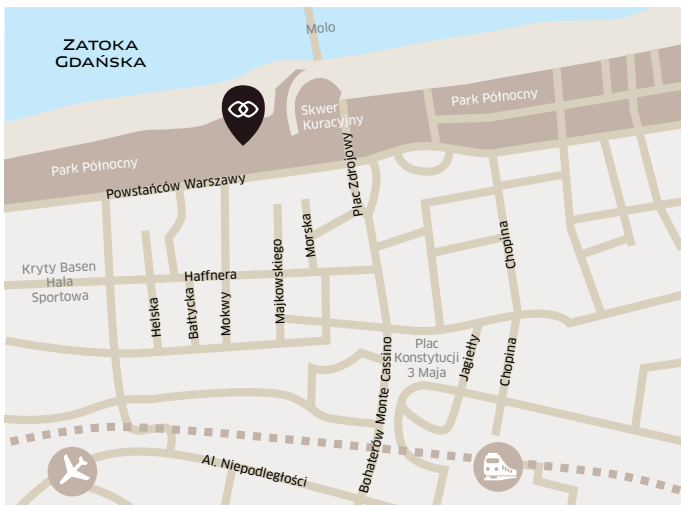 Molo
ZATOKA
GDAŃSKA
Skwer
Kuracyjny
Park Północny
Park Północny
Powstańców Warszawy
Plac Zdrojowy
Morska
Majkowskiego
Chopina
Kryty Basen
Hala
Sportowa
Haffnera
Helska
Bałtycka
Mokwy
Plac
Konstytucji
3 Maja
Jagiełły
Chopina
Bohaterów Monte Cassino
Al. Niepodległości